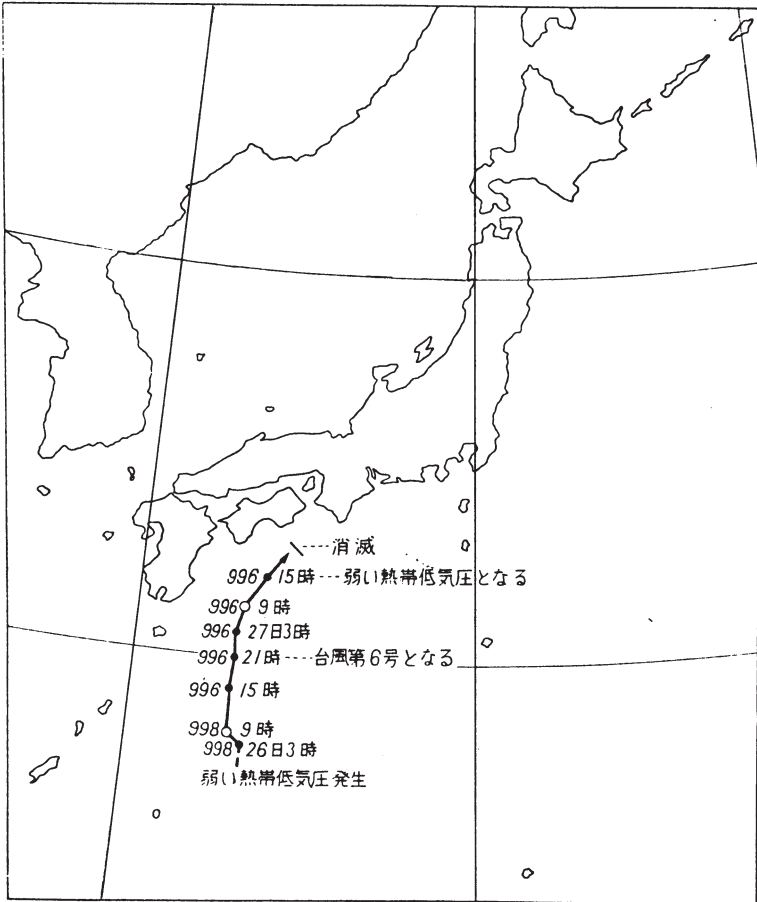 ----消滅
996 15時---弱い熱帯低気圧となる
996 9時
996 27日3時
996 21時----台風第6号となる
996 15時
998 9時
998 26日3時
弱い熱帯低気圧発生